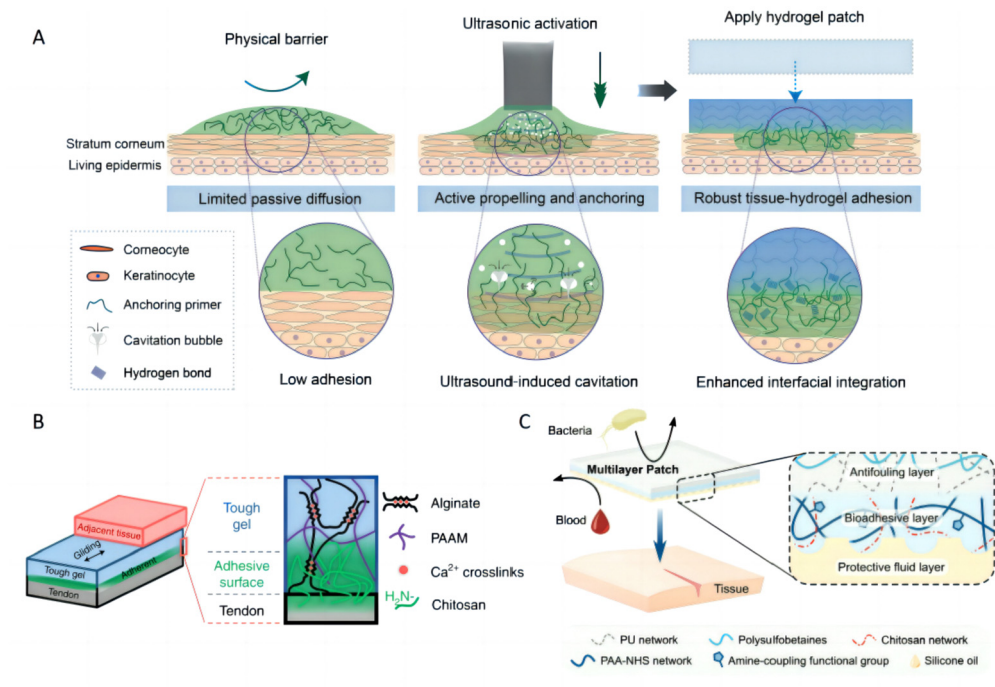 A
Physical barrier
Ultrasonic activation
Apply hydrogel patch
Stratum corneum
Living epidermis
Limited passive diffusion
Active propelling and anchoring
Robust tissue-hydrogel adhesion
Corneocyte
Keratinocyte
Anchoring primer
Cavitation bubble
Hydrogen bond
Low adhesion
Ultrasound-induced cavitation
Enhanced interfacial integration
B
Adjacent tissue
Gliding
Tough gel
Adherent
Tendon
Tough
gel
Adhesive
surface
Tendon
Alginate
PAAM
Ca²⁺ crosslinks
H₂N-
Chitosan
C
Bacteria
Multilayer Patch
Blood
Tissue
Antifouling layer
Bioadhesive layer
Protective fluid layer
PU network
Polysulfobetaines
Chitosan network
PAA-NHS network
Amine-coupling functional group
Silicone oil